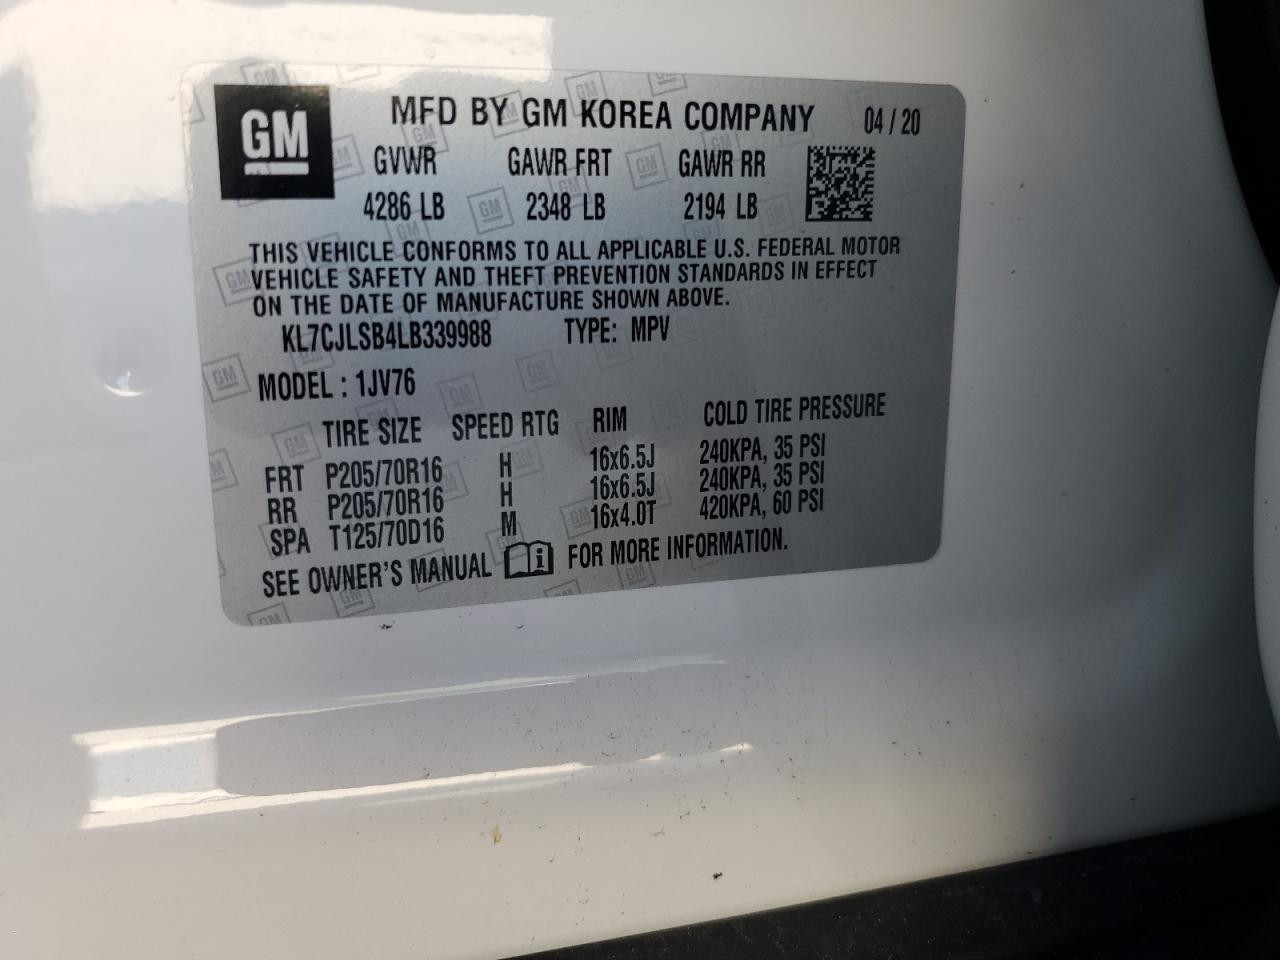 GM MFD BY GM KOREA COMPANY 04 / 20
GVWR GAWR FRT GAWR RR
4286 LB 2348 LB 2194 LB
THIS VEHICLE CONFORMS TO ALL APPLICABLE U.S. FEDERAL MOTOR
VEHICLE SAFETY AND THEFT PREVENTION STANDARDS IN EFFECT
ON THE DATE OF MANUFACTURE SHOWN ABOVE.
KL7CJLSB4LB339988 TYPE: MPV
MODEL : 1JV76
TIRE SIZE SPEED RTG RIM COLD TIRE PRESSURE
FRT P205/70R16 H 16x6.5J 240KPA, 35 PSI
RR P205/70R16 H 16x6.5J 240KPA, 35 PSI
SPA T125/70D16 M 16x4.0T 420KPA, 60 PSI
SEE OWNER'S MANUAL FOR MORE INFORMATION.